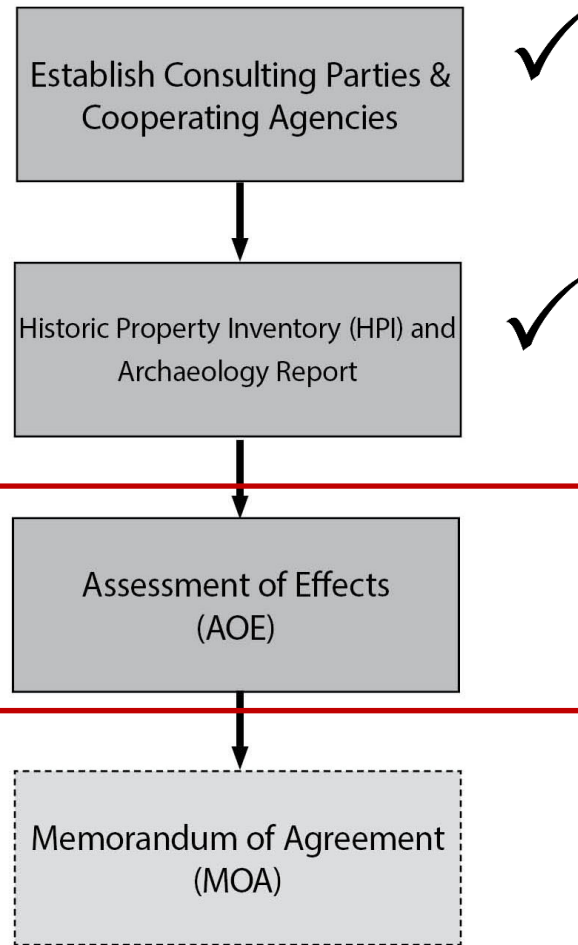 Establish Consulting Parties &
Cooperating Agencies
Historic Property Inventory (HPI) and
Archaeology Report
Assessment of Effects
(AOE)
Memorandum of Agreement
(MOA)